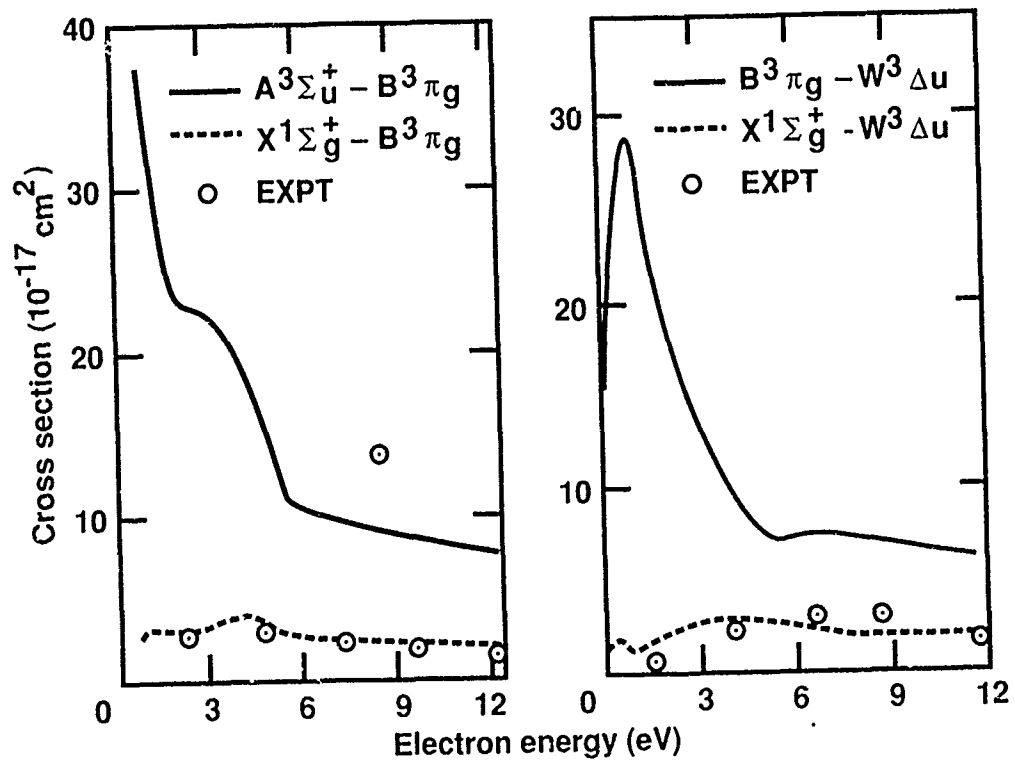 40
30
20
10
0
3
6
9
12
Cross section (10⁻¹⁷ cm²)
A³Σu⁺ – B³πg
X¹Σg⁺ – B³πg
EXPT
30
20
10
0
3
6
9
12
B³πg – W³Δu
X¹Σg⁺ - W³Δu
EXPT
Electron energy (eV)